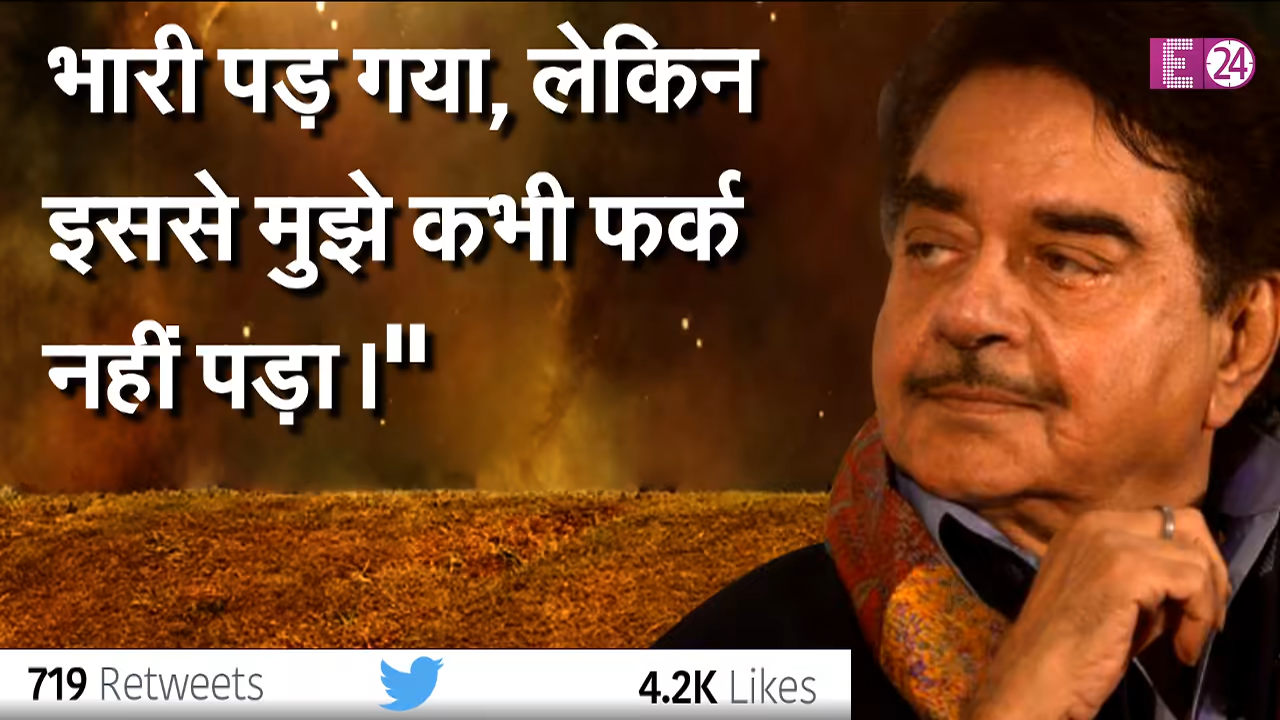 E24
भारी पड़ गया, लेकिन
इससे मुझे कभी फर्क
नहीं पड़ा।"
719 Retweets 4.2K Likes